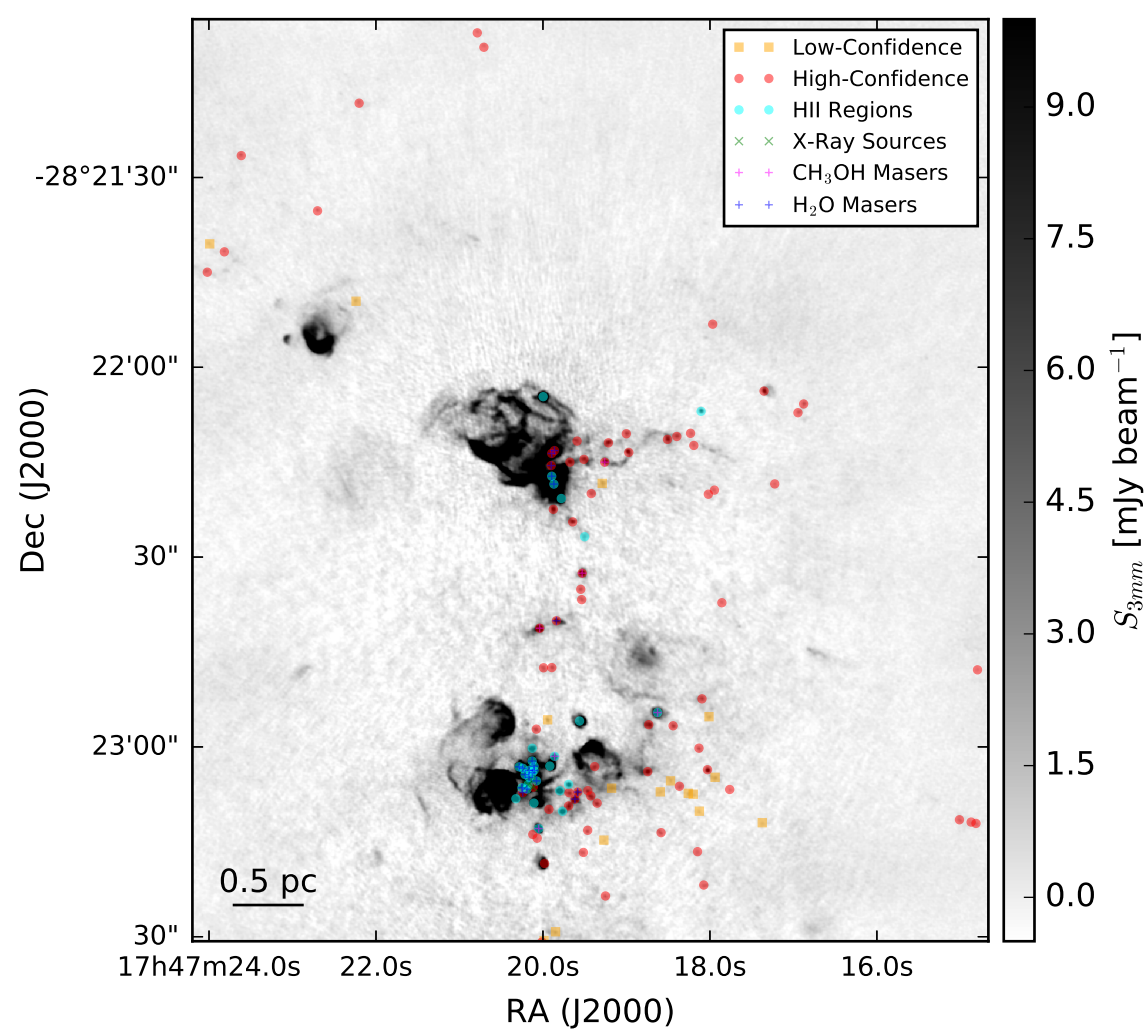 Low-Confidence
High-Confidence
HII Regions
X-Ray Sources
CH₃OH Masers
H₂O Masers
-28°21'30"
22'00"
30"
23'00"
30"
Dec (J2000)
0.5 pc
17h47m24.0s
22.0s
20.0s
18.0s
16.0s
RA (J2000)
9.0
7.5
6.0
4.5
3.0
1.5
0.0
S₃ₘₘ [mJy beam⁻¹]